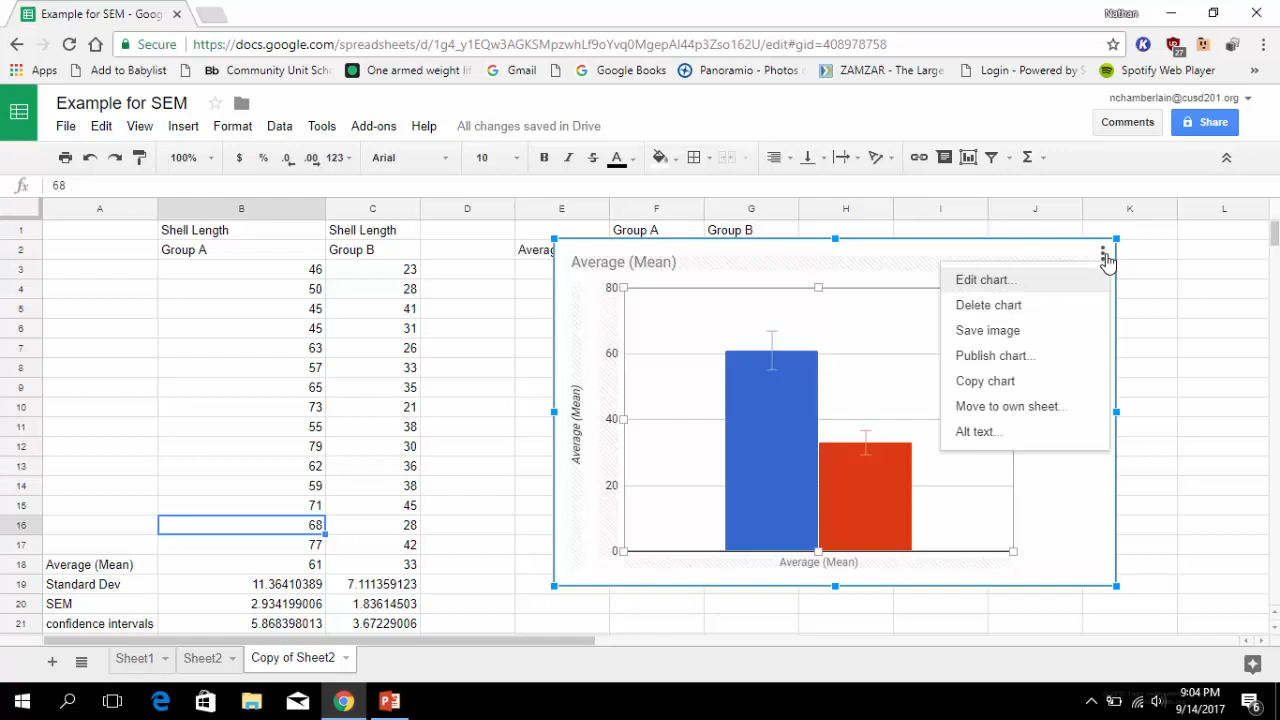 Example for SEM - Goog
Nathan
Secure
https://docs.google.com/spreadsheets/d/1g4_y1EQw3AGKSMpzwhLf9oYvq0MgepAl44p3Zso162U/edit#gid=408978758
27
Apps
Add to Babylist
Bb Community Unit Sch
One armed weight li
Gmail
Google Books
Panoramio - Photos o
ZAMZAR - The Large
Login - Powered by S
Spotify Web Player
Example for SEM
nchamberlain@cusd201.org
File Edit View Insert Format Data Tools Add-ons Help All changes saved in Drive
Comments
Share
100% $ % .0 .00 123 Arial 10 B I S A Σ
fx 68
A B C D E F G H I J K L
1 Shell Length Shell Length Group A Group B
2 Group A Group B Avera
3 46 23
4 50 28
5 45 41
6 45 31
7 63 26
8 57 33
9 65 35
10 73 21
11 55 38
12 79 30
13 62 36
14 59 38
15 71 45
16 68 28
17 77 42
18 Average (Mean) 61 33
19 Standard Dev 11.36410389 7.111359123
20 SEM 2.934199006 1.83614503
21 confidence intervals 5.868398013 3.67229006
Average (Mean)
80
60
40
20
0
Average (Mean)
Average (Mean)
Edit chart...
Delete chart
Save image
Publish chart...
Copy chart
Move to own sheet...
Alt text...
Sheet1
Sheet2
Copy of Sheet2
9:04 PM
9/14/2017
6